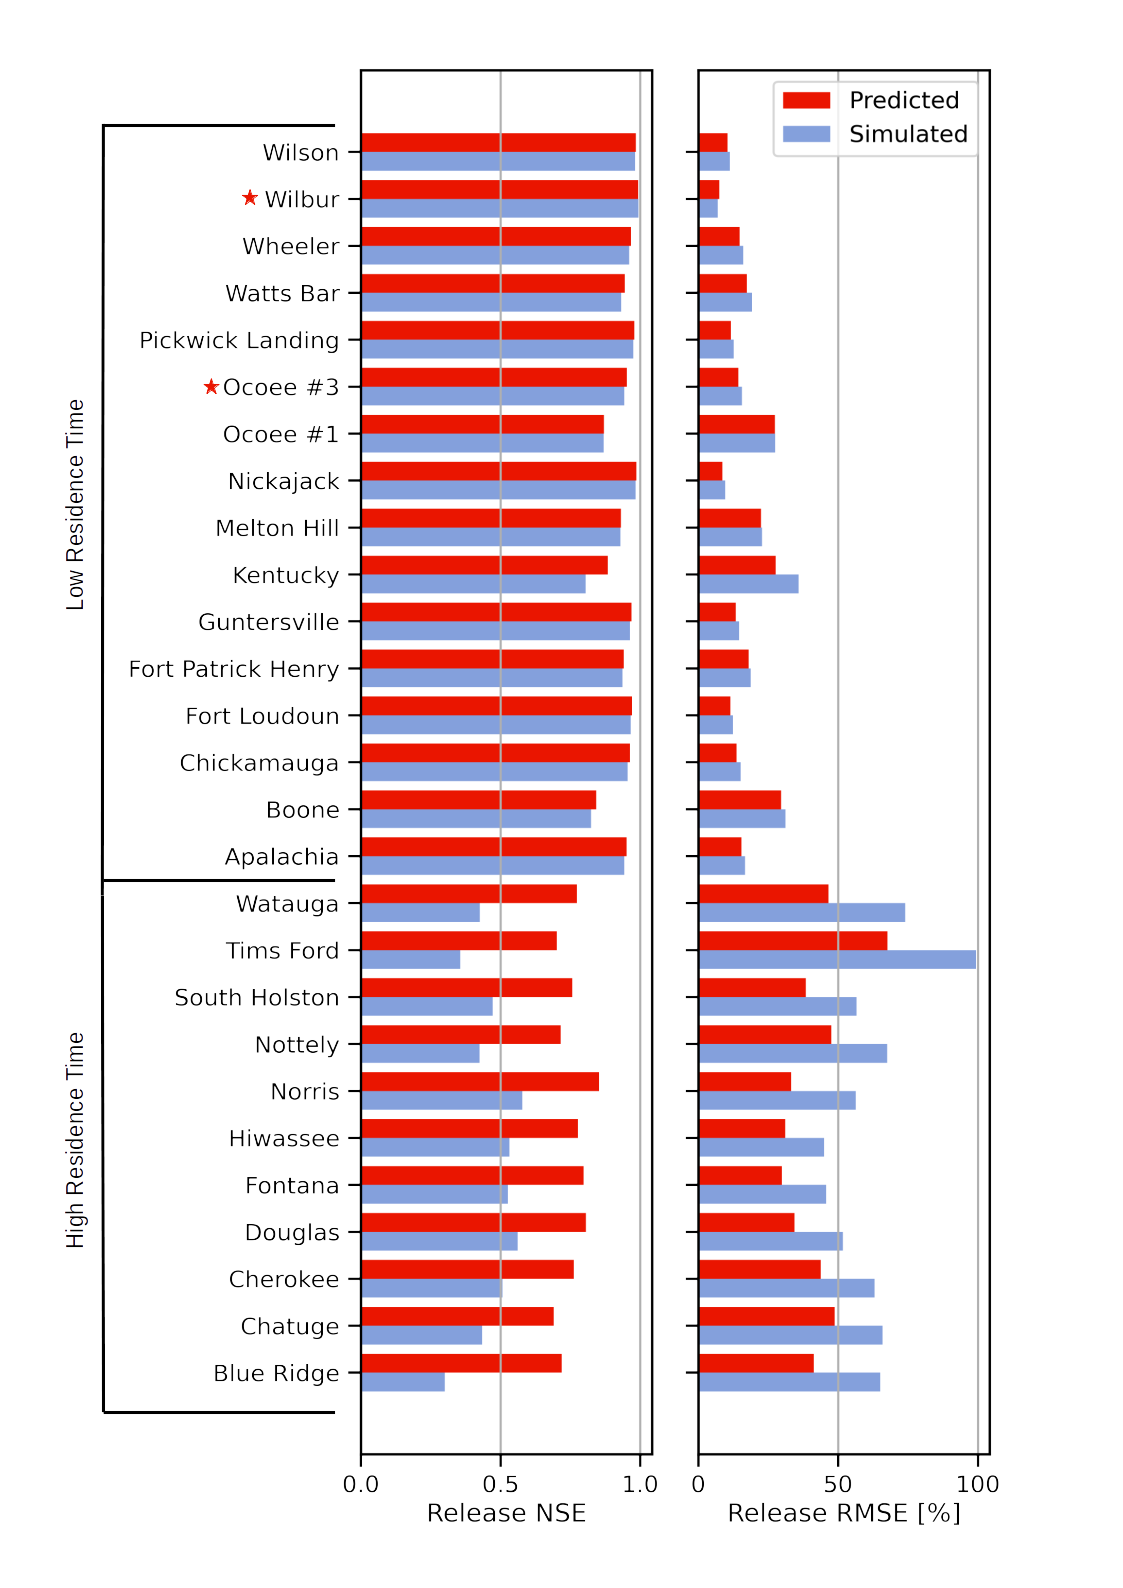 Predicted
Simulated
Low Residence Time
Wilson
Wilbur
Wheeler
Watts Bar
Pickwick Landing
Ocoee #3
Ocoee #1
Nickajack
Melton Hill
Kentucky
Guntersville
Fort Patrick Henry
Fort Loudoun
Chickamauga
Boone
Apalachia
High Residence Time
Watauga
Tims Ford
South Holston
Nottely
Norris
Hiwassee
Fontana
Douglas
Cherokee
Chatuge
Blue Ridge
0.0 0.5 1.0
Release NSE
0 50 100
Release RMSE [%]